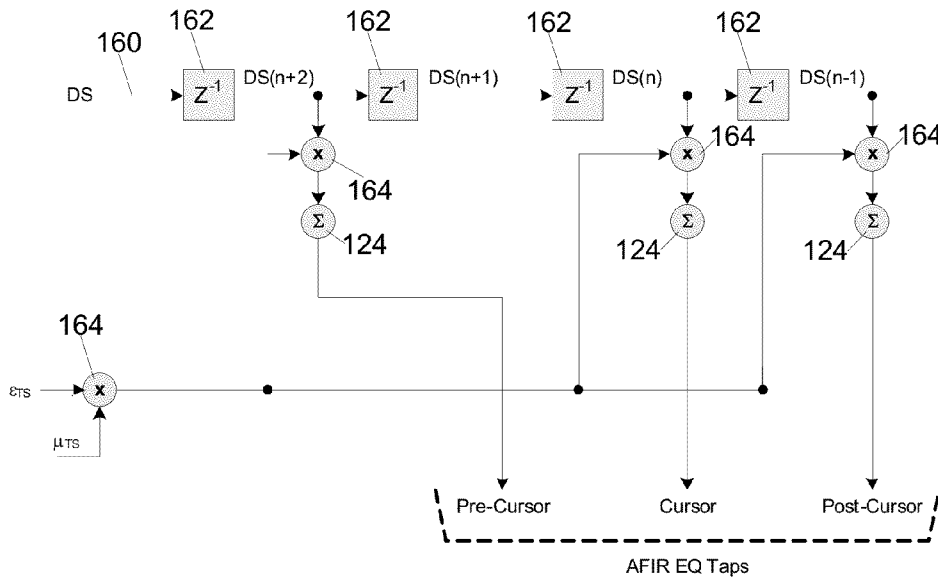 162 162 162 162
160
DS Z⁻¹ DS(n+2) Z⁻¹ DS(n+1) Z⁻¹ DS(n) Z⁻¹ DS(n-1)
x x 164 x 164
164
Σ Σ Σ
124 124 124
164
εTS x
μTS
Pre-Cursor Cursor Post-Cursor
AFIR EQ Taps